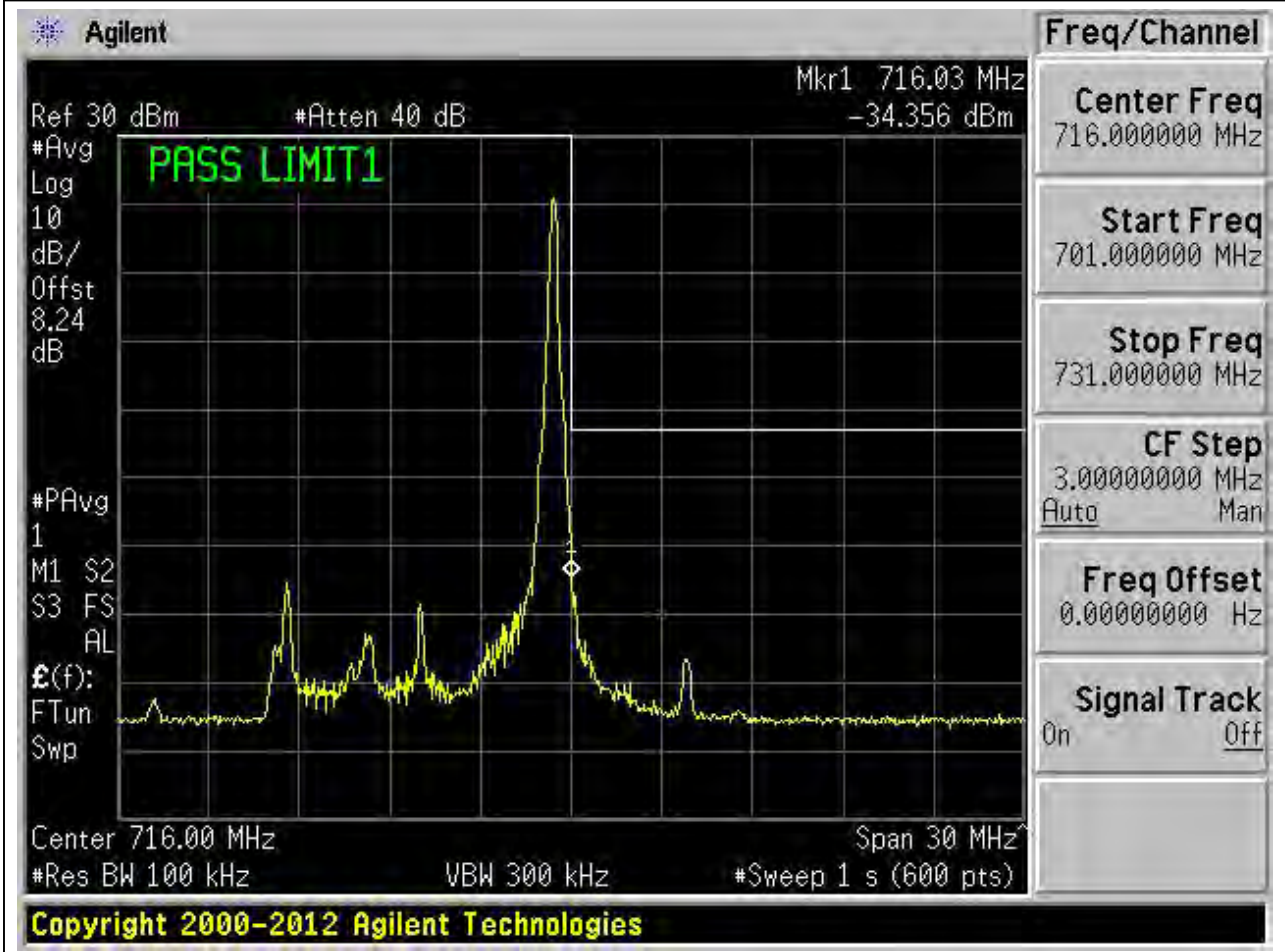 Agilent
Freq/Channel
Mkr1 716.03 MHz
Ref 30 dBm #Atten 40 dB -34.356 dBm
#Avg
Log
10
dB/
Offst
8.24
dB
PASS LIMIT1
#PAvg
1
M1 S2
S3 FS
AL
£(f):
FTun
Swp
1
Center 716.00 MHz Span 30 MHz^
#Res BW 100 kHz VBW 300 kHz #Sweep 1 s (600 pts)
Center Freq
716.000000 MHz
Start Freq
701.000000 MHz
Stop Freq
731.000000 MHz
CF Step
3.00000000 MHz
Auto Man
Freq Offset
0.00000000 Hz
Signal Track
On Off
Copyright 2000-2012 Agilent Technologies